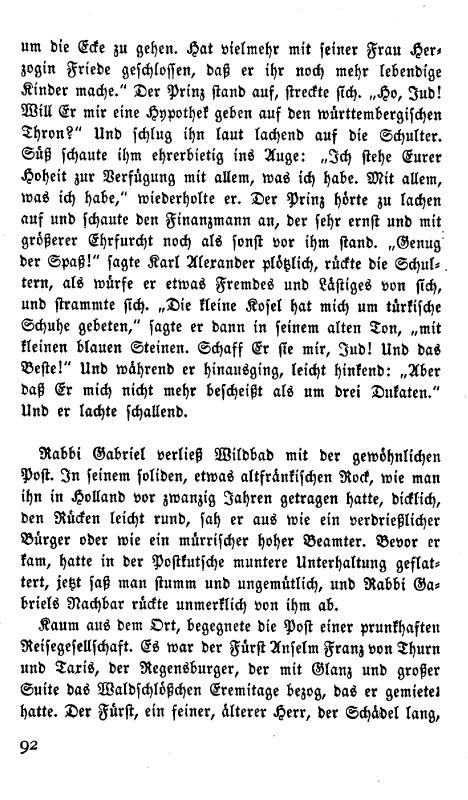 um die Ecke zu gehen. Hat vielmehr mit seiner Frau Her-
zogin Friede geschlossen, daß er ihr noch mehr lebendige
Kinder mache.“ Der Prinz stand auf, streckte sich. „Ho, Jud!
Will Er mir eine Hypothek geben auf den württembergischen
Thron?“ Und schlug ihn laut lachend auf die Schulter.
Süß schaute ihm ehrerbietig ins Auge: „Ich stehe Eurer
Hoheit zur Verfügung mit allem, was ich habe. Mit allem,
was ich habe,“ wiederholte er. Der Prinz hörte zu lachen
auf und schaute den Finanzmann an, der sehr ernst und mit
größerer Ehrfurcht noch als sonst vor ihm stand. „Genug
der Spaß!“ sagte Karl Alexander plötzlich, rückte die Schul-
tern, als würfe er etwas Fremdes und Lästiges von sich,
und strammte sich. „Die kleine Kosel hat mich um türkische
Schuhe gebeten,“ sagte er dann in seinem alten Ton, „mit
kleinen blauen Steinen. Schaff Er sie mir, Jud! Und das
Beste!“ Und während er hinausging, leicht hinkend: „Aber
daß Er mich nicht mehr bescheißt als um drei Dukaten.“
Und er lachte schallend.
Rabbi Gabriel verließ Wildbad mit der gewöhnlichen
Post. In seinem soliden, etwas altfränkischen Rock, wie man
ihn in Holland vor zwanzig Jahren getragen hatte, dicklich,
den Rücken leicht rund, sah er aus wie ein verdrießlicher
Bürger oder wie ein mürrischer hoher Beamter. Bevor er
kam, hatte in der Postkutsche muntere Unterhaltung geflat-
tert, jetzt saß man stumm und ungemütlich, und Rabbi Ga-
briels Nachbar rückte unmerklich von ihm ab.
Kaum aus dem Ort, begegnete die Post einer prunkhaften
Reisegesellschaft. Es war der Fürst Anselm Franz von Thurn
und Taxis, der Regensburger, der mit Glanz und großer
Suite das Waldschlößchen Eremitage bezog, das er gemietet
hatte. Der Fürst, ein feiner, älterer Herr, der Schädel lang,
92